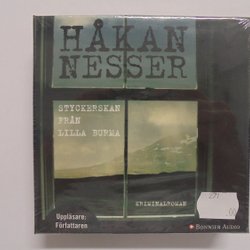 HÅKAN
NESSER
STYCKERSKAN
FRÅN
LILLA BURMA
KRIMINALROMAN
Uppläsare:
Författaren
BONNIER AUDIO